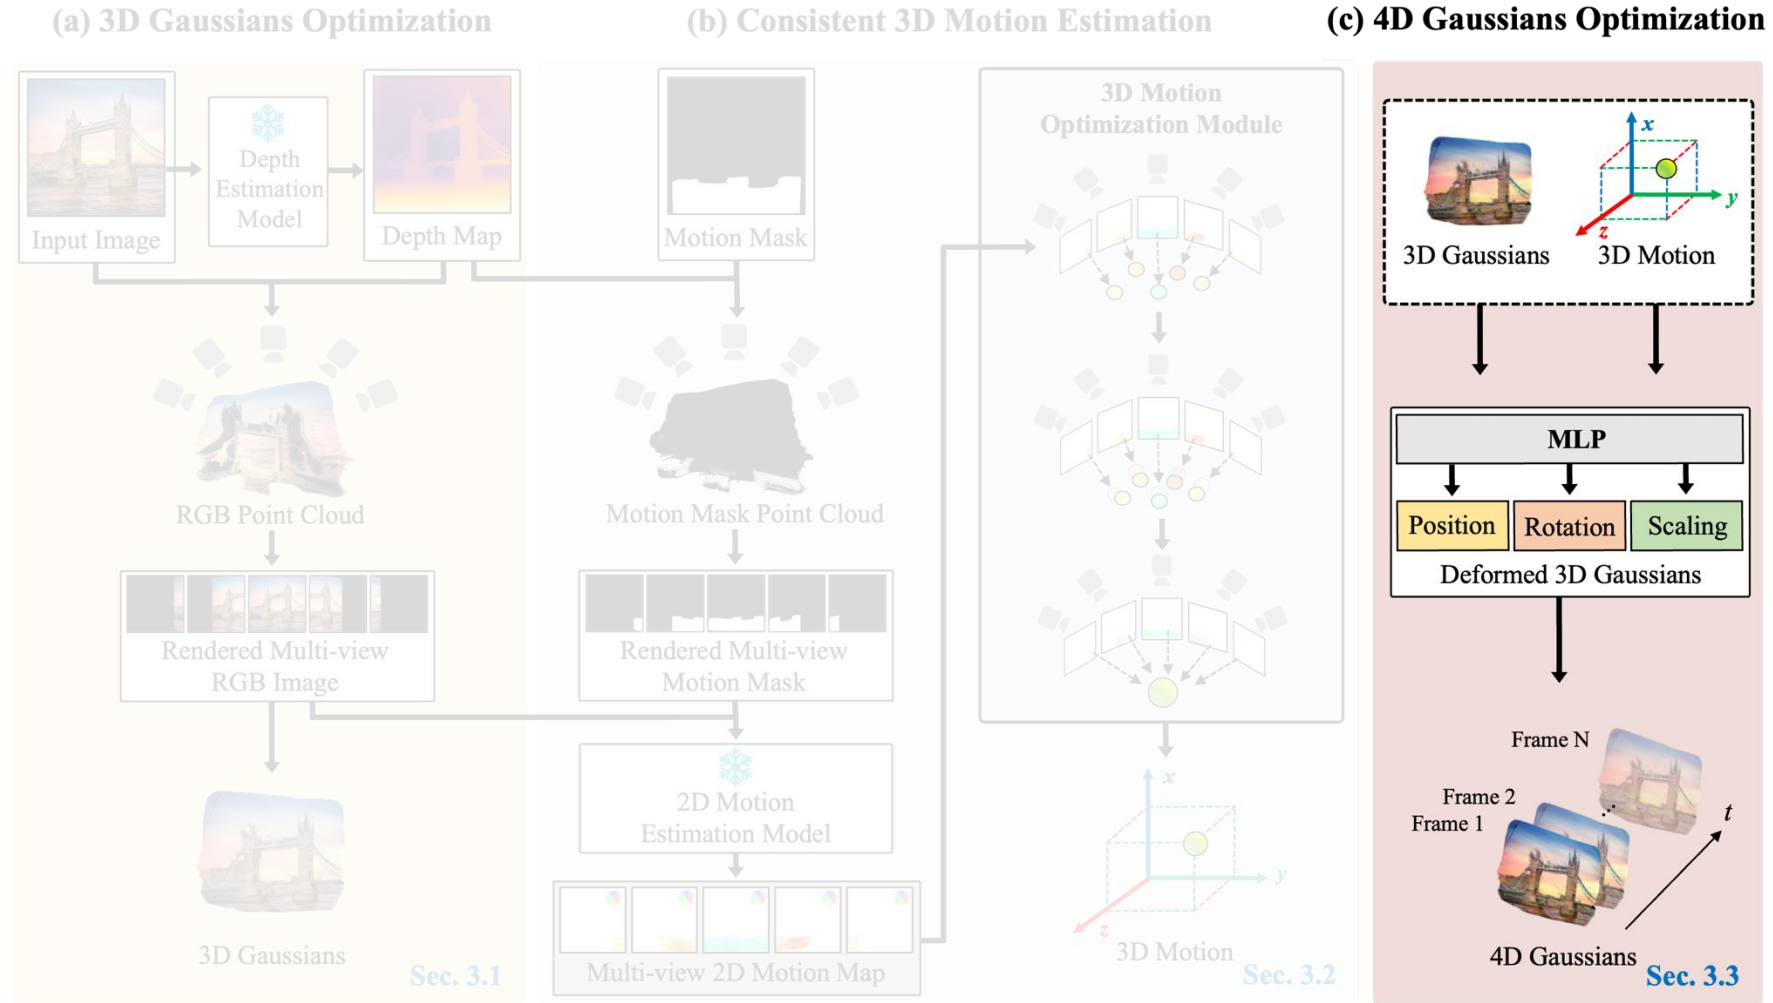 (a) 3D Gaussians Optimization
(b) Consistent 3D Motion Estimation
(c) 4D Gaussians Optimization
Input Image
Depth
Estimation
Model
Depth Map
RGB Point Cloud
Rendered Multi-view
RGB Image
3D Gaussians
Sec. 3.1
Motion Mask
Motion Mask Point Cloud
Rendered Multi-view
Motion Mask
2D Motion
Estimation Model
Multi-view 2D Motion Map
3D Motion
Optimization Module
x
y
z
3D Motion
Sec. 3.2
3D Gaussians
x
y
z
3D Motion
MLP
Position
Rotation
Scaling
Deformed 3D Gaussians
Frame N
Frame 2
Frame 1
t
4D Gaussians
Sec. 3.3